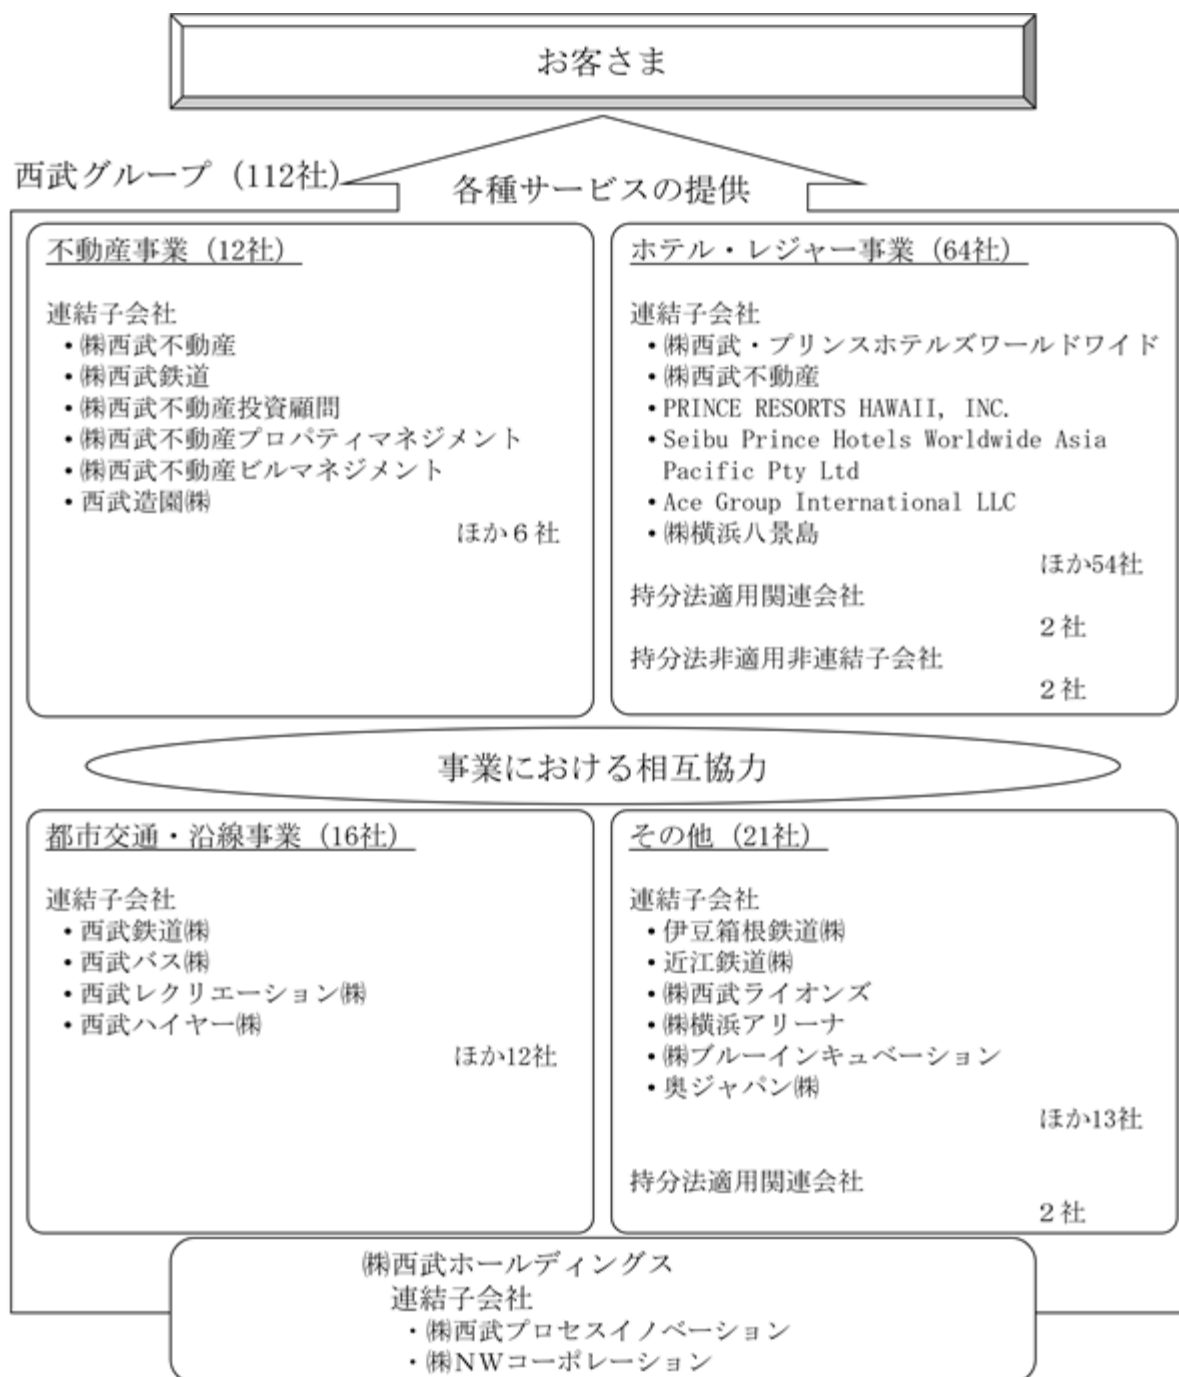 お客さま
西武グループ（112社）
各種サービスの提供
不動産事業（12社）
連結子会社
・㈱西武不動産
・㈱西武鉄道
・㈱西武不動産投資顧問
・㈱西武不動産プロパティマネジメント
・㈱西武不動産ビルマネジメント
・西武造園㈱
ほか６社
ホテル・レジャー事業（64社）
連結子会社
・㈱西武・プリンスホテルズワールドワイド
・㈱西武不動産
・PRINCE RESORTS HAWAII, INC.
・Seibu Prince Hotels Worldwide Asia
Pacific Pty Ltd
・Ace Group International LLC
・㈱横浜八景島
ほか54社
持分法適用関連会社
２社
持分法非適用非連結子会社
２社
事業における相互協力
都市交通・沿線事業（16社）
連結子会社
・西武鉄道㈱
・西武バス㈱
・西武レクリエーション㈱
・西武ハイヤー㈱
ほか12社
その他（21社）
連結子会社
・伊豆箱根鉄道㈱
・近江鉄道㈱
・㈱西武ライオンズ
・㈱横浜アリーナ
・㈱ブルーインキュベーション
・奥ジャパン㈱
ほか13社
持分法適用関連会社
２社
㈱西武ホールディングス
連結子会社
・㈱西武プロセスイノベーション
・㈱ＮＷコーポレーション